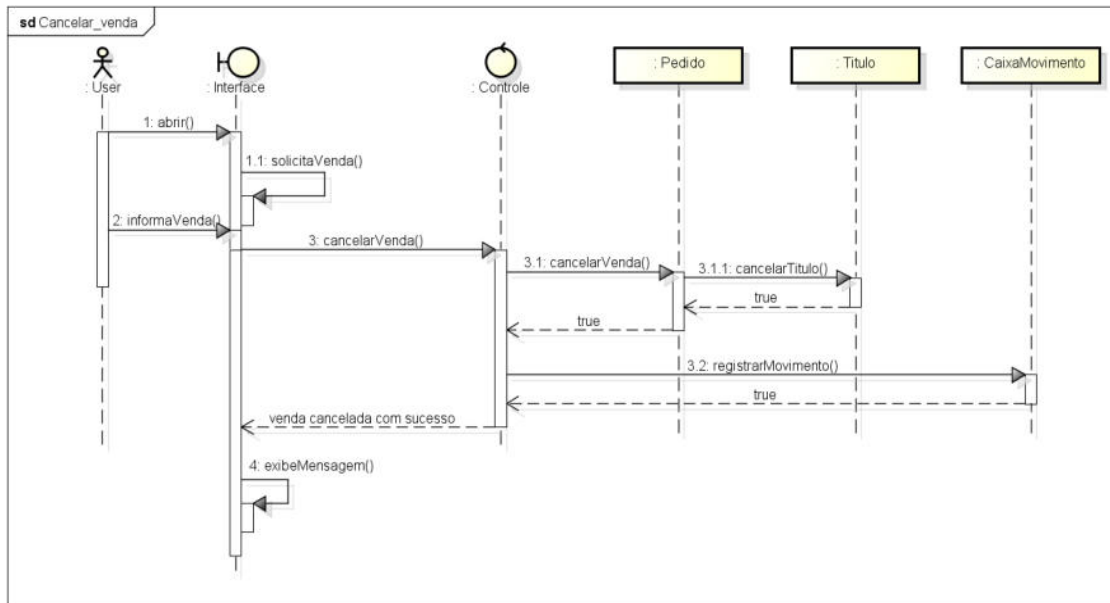 sd Cancelar_venda
: User
: Interface
: Controle
: Pedido
: Titulo
: CaixaMovimento
1: abrir()
1.1: solicitaVenda()
2: informaVenda()
3: cancelarVenda()
3.1: cancelarVenda()
3.1.1: cancelarTitulo()
true
true
3.2: registrarMovimento()
true
venda cancelada com sucesso
4: exibeMensagem()